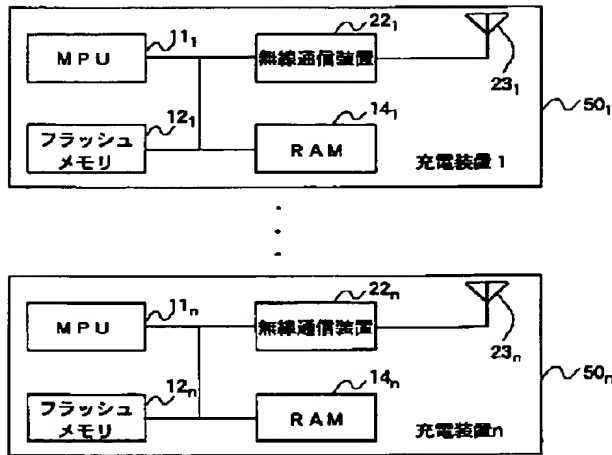 MPU
11₁
無線通信装置
22₁
23₁
50₁
フラッシュ
メモリ
12₁
RAM
14₁
充電装置1
MPU
11n
無線通信装置
22n
23n
50n
フラッシュ
メモリ
12n
RAM
14n
充電装置n